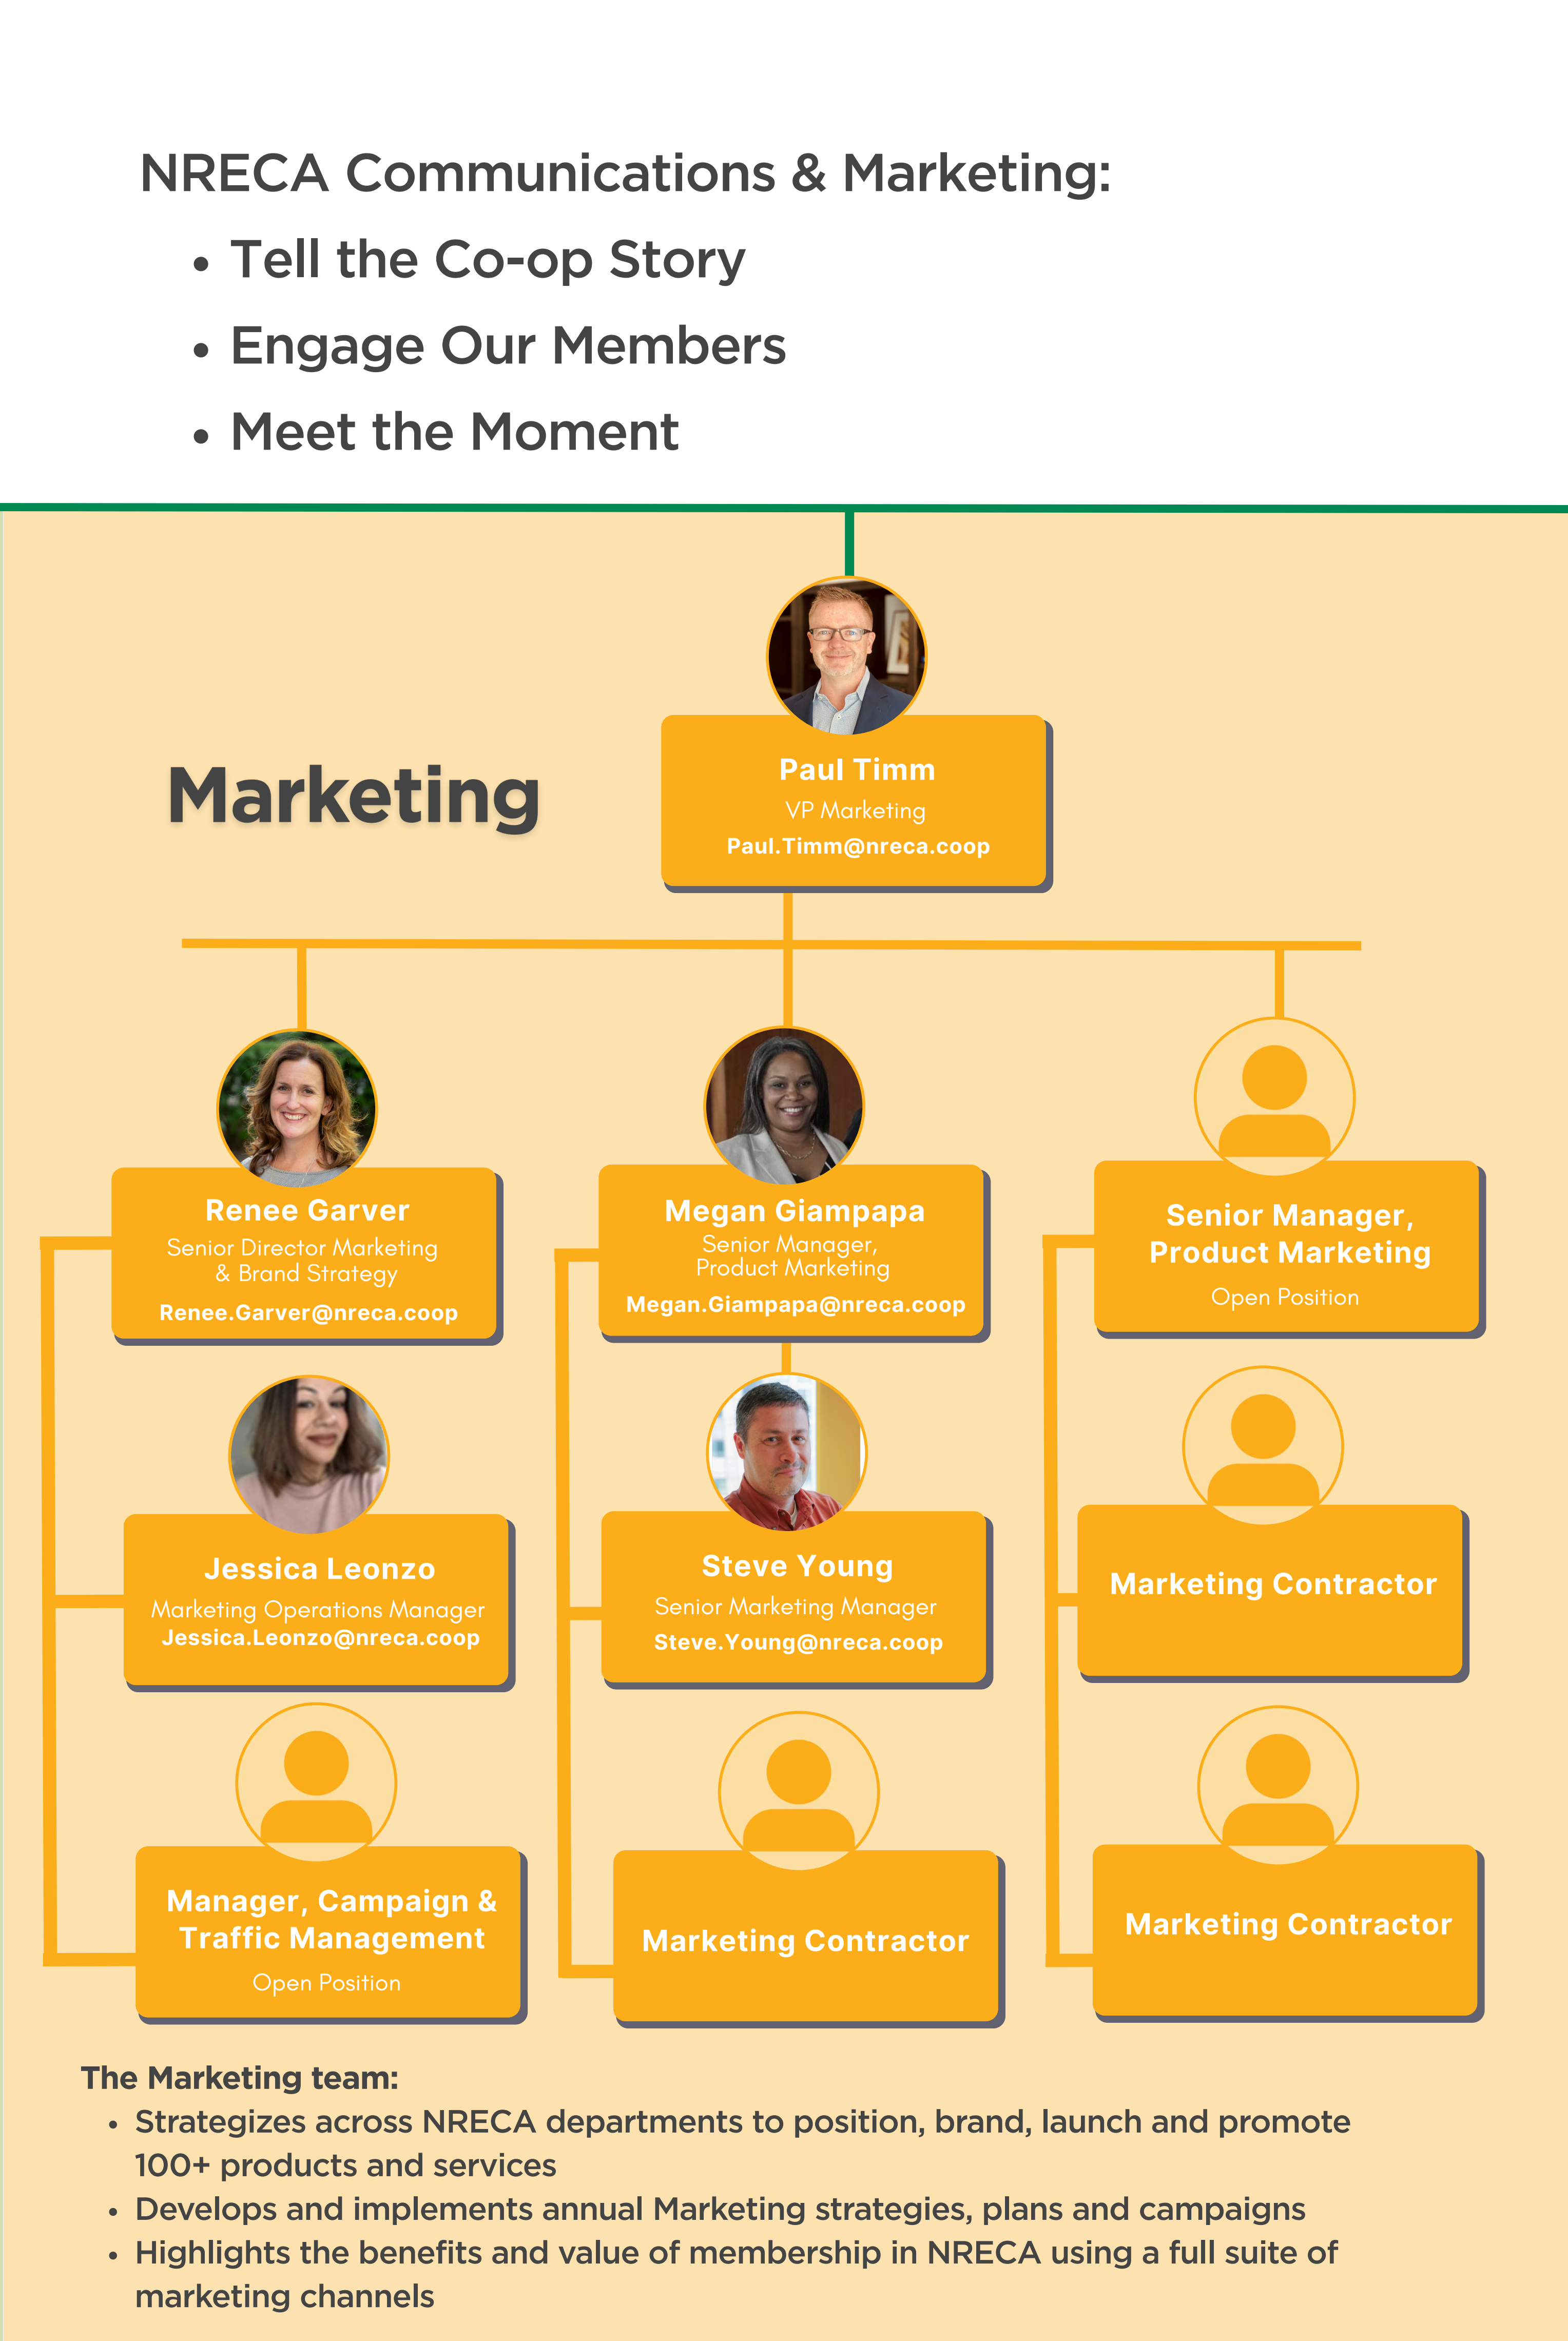 NRECA Communications & Marketing:
• Tell the Co-op Story
• Engage Our Members
• Meet the Moment
Marketing
Paul Timm
VP Marketing
Paul.Timm@nreca.coop
Renee Garver
Senior Director Marketing
& Brand Strategy
Renee.Garver@nreca.coop
Megan Giampapa
Senior Manager,
Product Marketing
Megan.Giampapa@nreca.coop
Senior Manager,
Product Marketing
Open Position
Jessica Leonzo
Marketing Operations Manager
Jessica.Leonzo@nreca.coop
Steve Young
Senior Marketing Manager
Steve.Young@nreca.coop
Marketing Contractor
Manager, Campaign &
Traffic Management
Open Position
Marketing Contractor
Marketing Contractor
The Marketing team:
• Strategizes across NRECA departments to position, brand, launch and promote
100+ products and services
• Develops and implements annual Marketing strategies, plans and campaigns
• Highlights the benefits and value of membership in NRECA using a full suite of
marketing channels